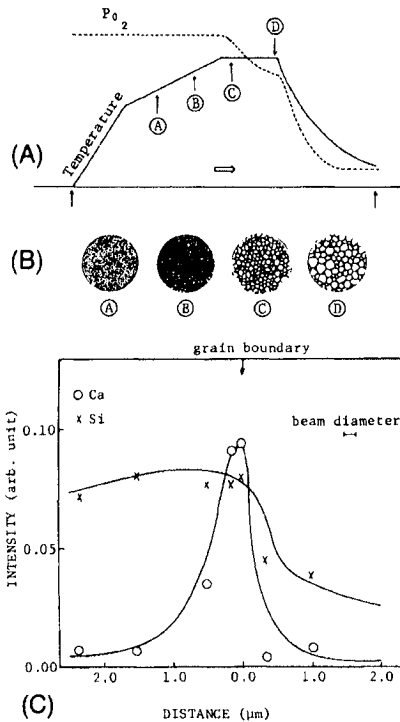 P O 2
D
A
B
C
Temperature
(A)
(B)
A B C D
grain boundary
O Ca
x Si
beam diameter
0.10
0.05
0.00
INTENSITY (arb. unit)
2.0 1.0 0.0 1.0 2.0
DISTANCE (μm)
(C)